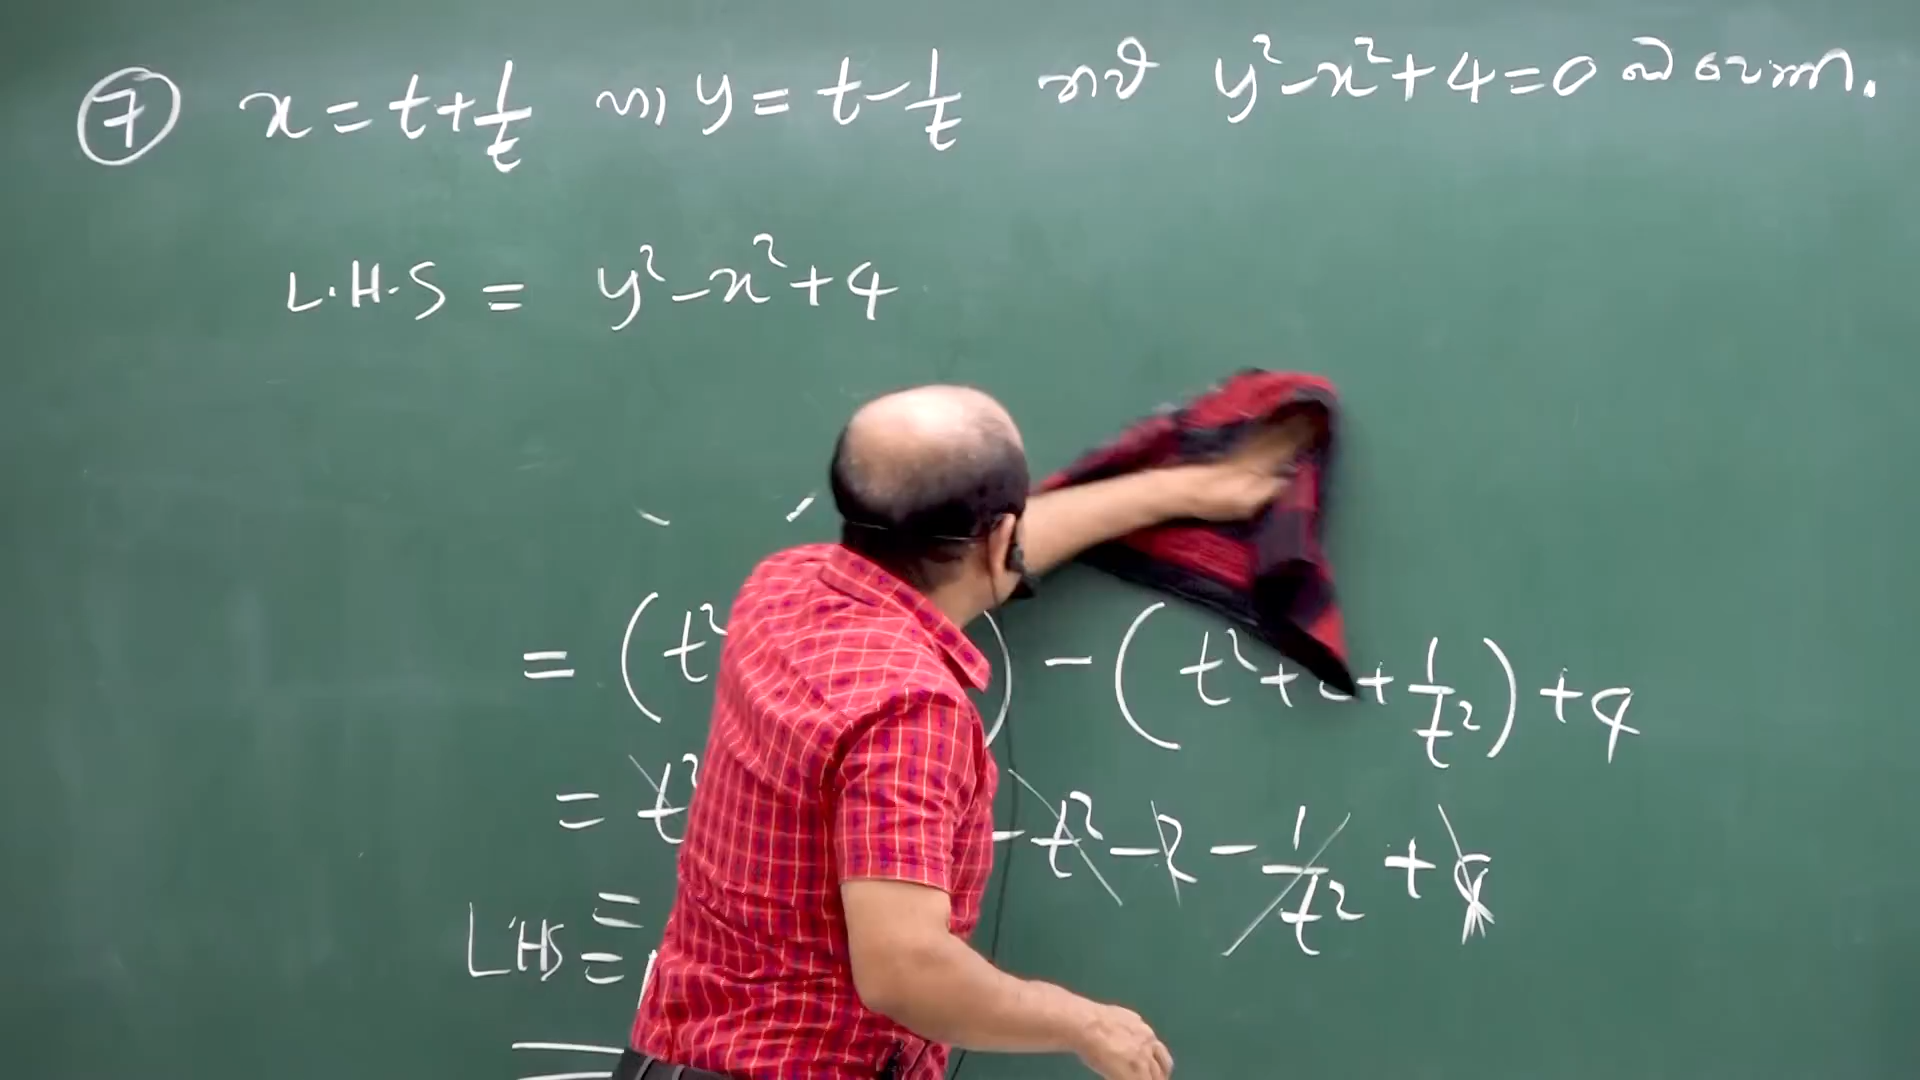 7 x = t + 1/t හා y = t - 1/t නම් y² - x² + 4 = 0 බව පෙන්වන්න.
L.H.S = y² - x² + 4
= (t² ) - (t² + + 1/t²) + 4
= t² - t² - 2 - 1/t² + 4
=
LHS =